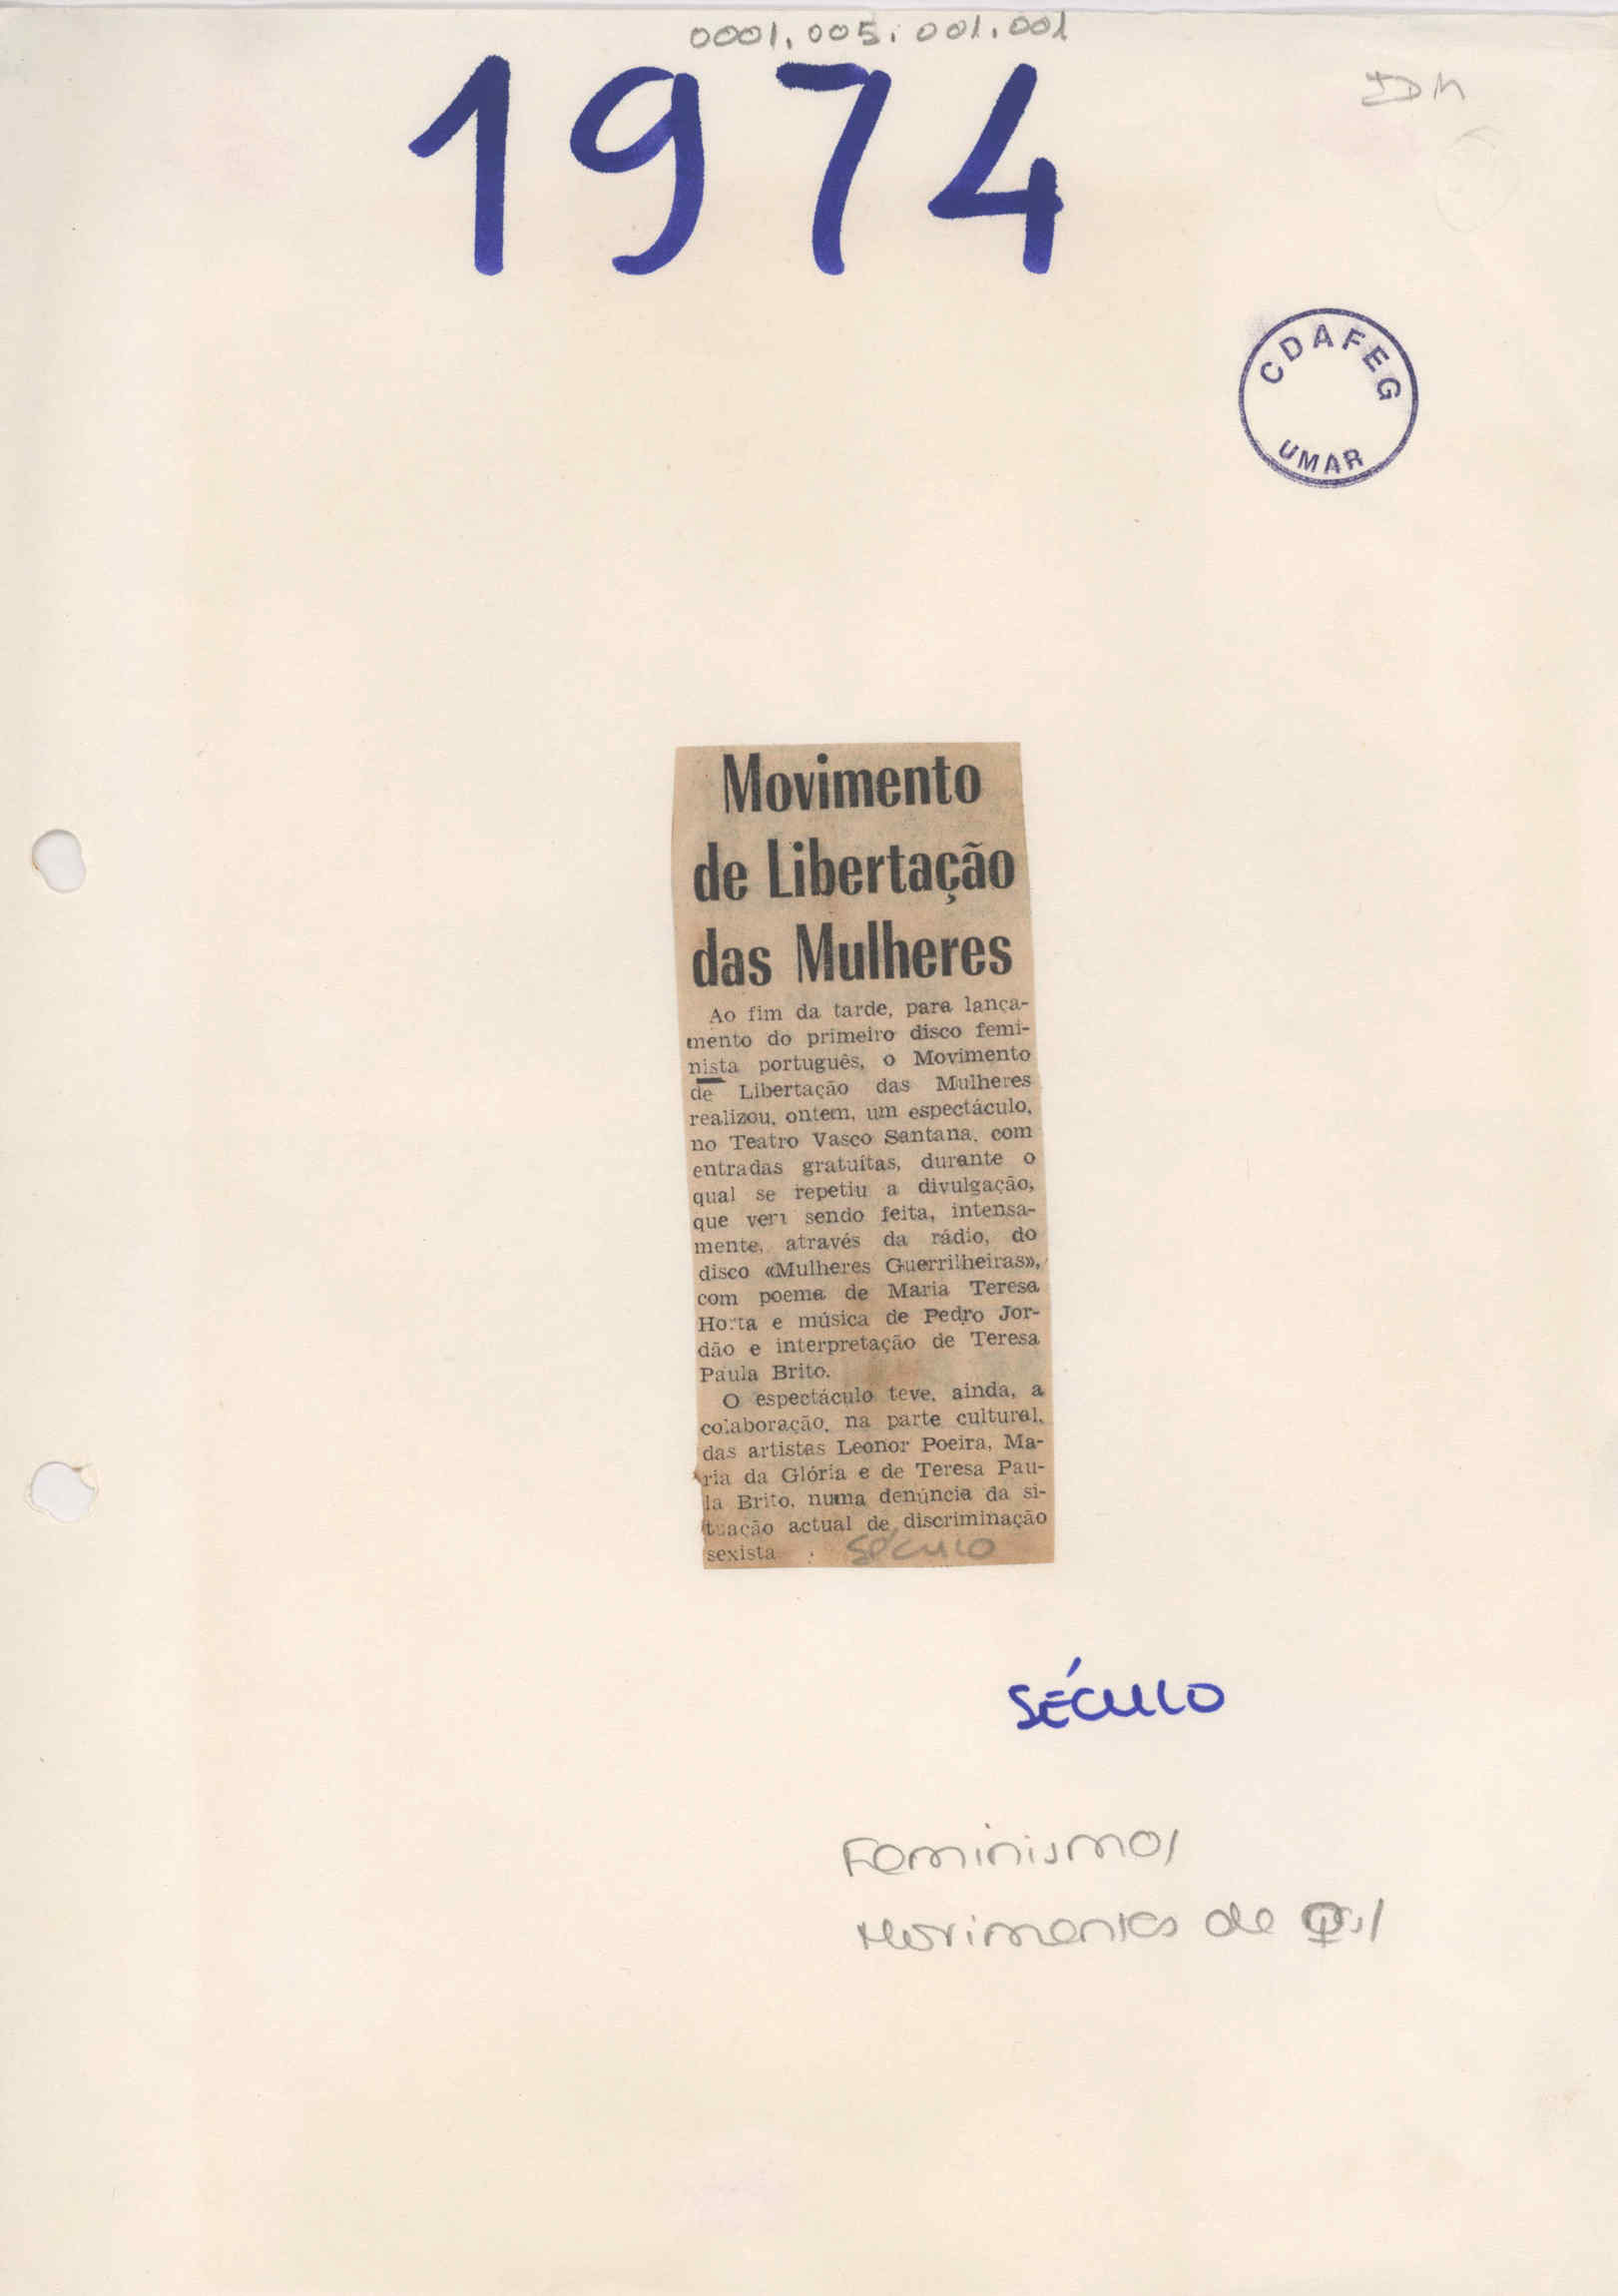 0001.005.001.001
IDM
1974
CDAFEG
UMAR
Movimento
de Libertação
das Mulheres
Ao fim da tarde, para lança-
mento do primeiro disco femi-
nista português, o Movimento
de Libertação das Mulheres
realizou, ontem, um espectáculo,
no Teatro Vasco Santana, com
entradas gratuítas, durante o
qual se repetiu a divulgação,
que vem sendo feita, intensa-
mente, através da rádio, do
disco «Mulheres Guerrilheiras»,
com poema de Maria Teresa
Horta e música de Pedro Jor-
dão e interpretação de Teresa
Paula Brito.
O espectáculo teve, ainda, a
colaboração, na parte cultural,
das artistas Leonor Poeira, Ma-
ria da Glória e de Teresa Pau-
la Brito, numa denúncia da si-
tuação actual de discriminação
sexista.
século
SÉCULO
Feminismo/
Movimentos de ♀s/